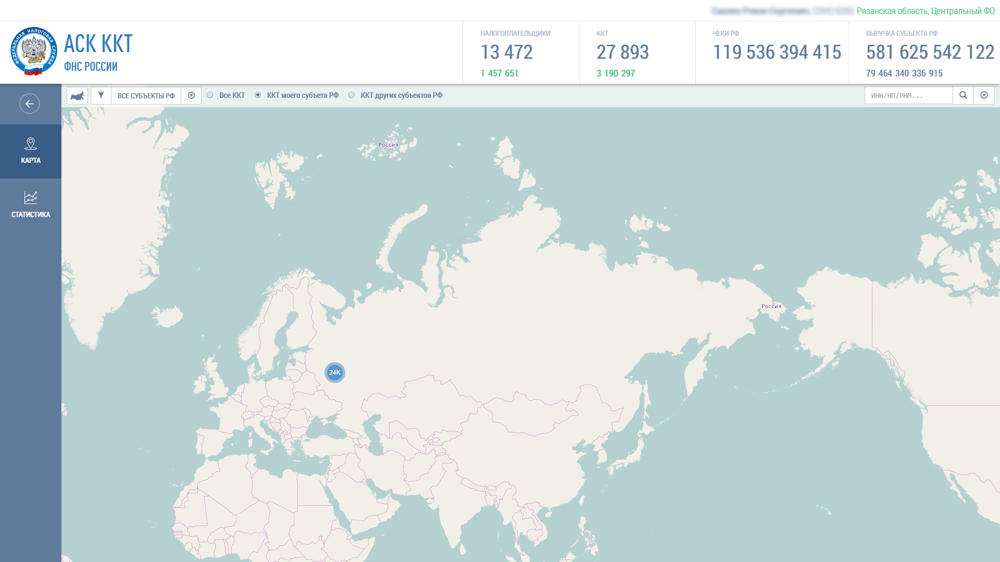 Рязанская область, Центральный ФО
ФЕДЕРАЛЬНАЯ НАЛОГОВАЯ СЛУЖБА
АСК ККТ
ФНС РОССИИ
НАЛОГОПЛАТЕЛЬЩИКИ
13 472
1 457 651
ККТ
27 893
3 190 297
ЧЕКИ РФ
119 536 394 415
ВЫРУЧКА СУБЪЕКТА РФ
581 625 542 122
79 464 340 336 915
ВСЕ СУБЪЕКТЫ РФ
Все ККТ
ККТ моего субъета РФ
ККТ других субъектов РФ
ИНН/НП/РНМ...
КАРТА
СТАТИСТИКА
Россия
Россия
24K